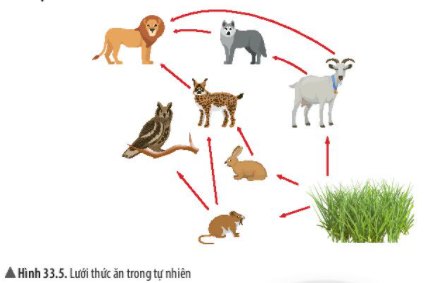 ▲ Hình 33.5. Lưới thức ăn trong tự nhiên